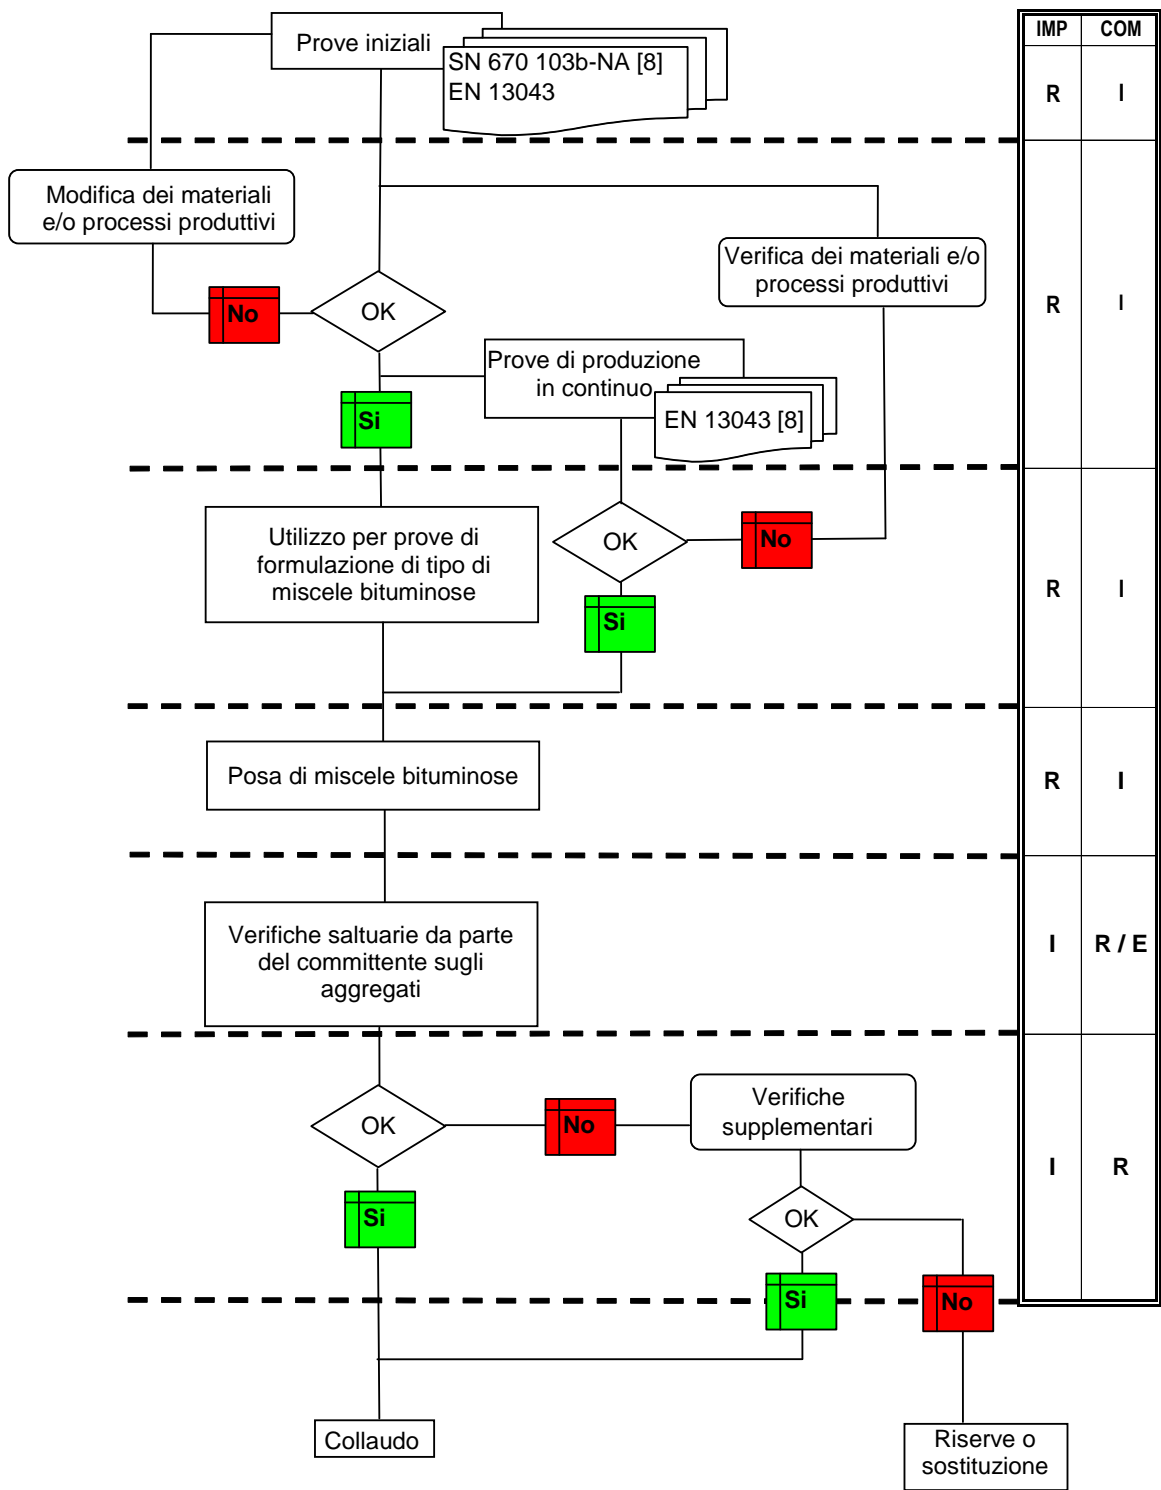 IMP COM
Prove iniziali
SN 670 103b-NA [8]
EN 13043
R I
Modifica dei materiali
e/o processi produttivi
Verifica dei materiali e/o
processi produttivi
No
OK
R I
Prove di produzione
in continuo
EN 13043 [8]
Si
Utilizzo per prove di
formulazione di tipo di
miscele bituminose
OK
No
Si
R I
Posa di miscele bituminose
R I
Verifiche saltuarie da parte
del committente sugli
aggregati
I R / E
OK
No
Verifiche
supplementari
I R
Si
OK
Si
No
Collaudo
Riserve o
sostituzione